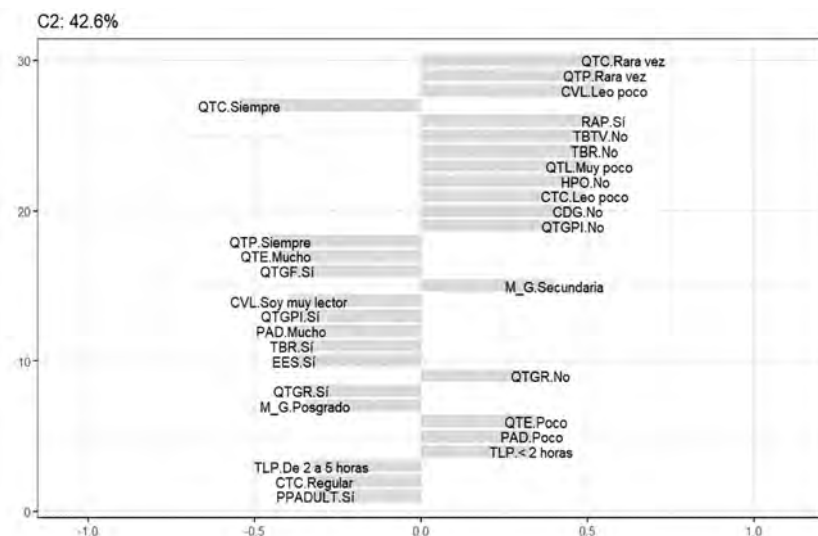 C2: 42.6%
30
QTC.Rara vez
QTP.Rara vez
CVL.Leo poco
QTC.Siempre
RAP.Sí
TBTV.No
TBR.No
QTL.Muy poco
HPO.No
CTC.Leo poco
20
CDG.No
QTGPI.No
QTP.Siempre
QTE.Mucho
QTGF.Sí
M_G.Secundaria
CVL.Soy muy lector
QTGPI.Sí
PAD.Mucho
TBR.Sí
10
EES.Sí
QTGR.No
QTGR.Sí
M_G.Posgrado
QTE.Poco
PAD.Poco
TLP.< 2 horas
TLP.De 2 a 5 horas
CTC.Regular
PPADULT.Sí
0
-1.0 -0.5 0.0 0.5 1.0